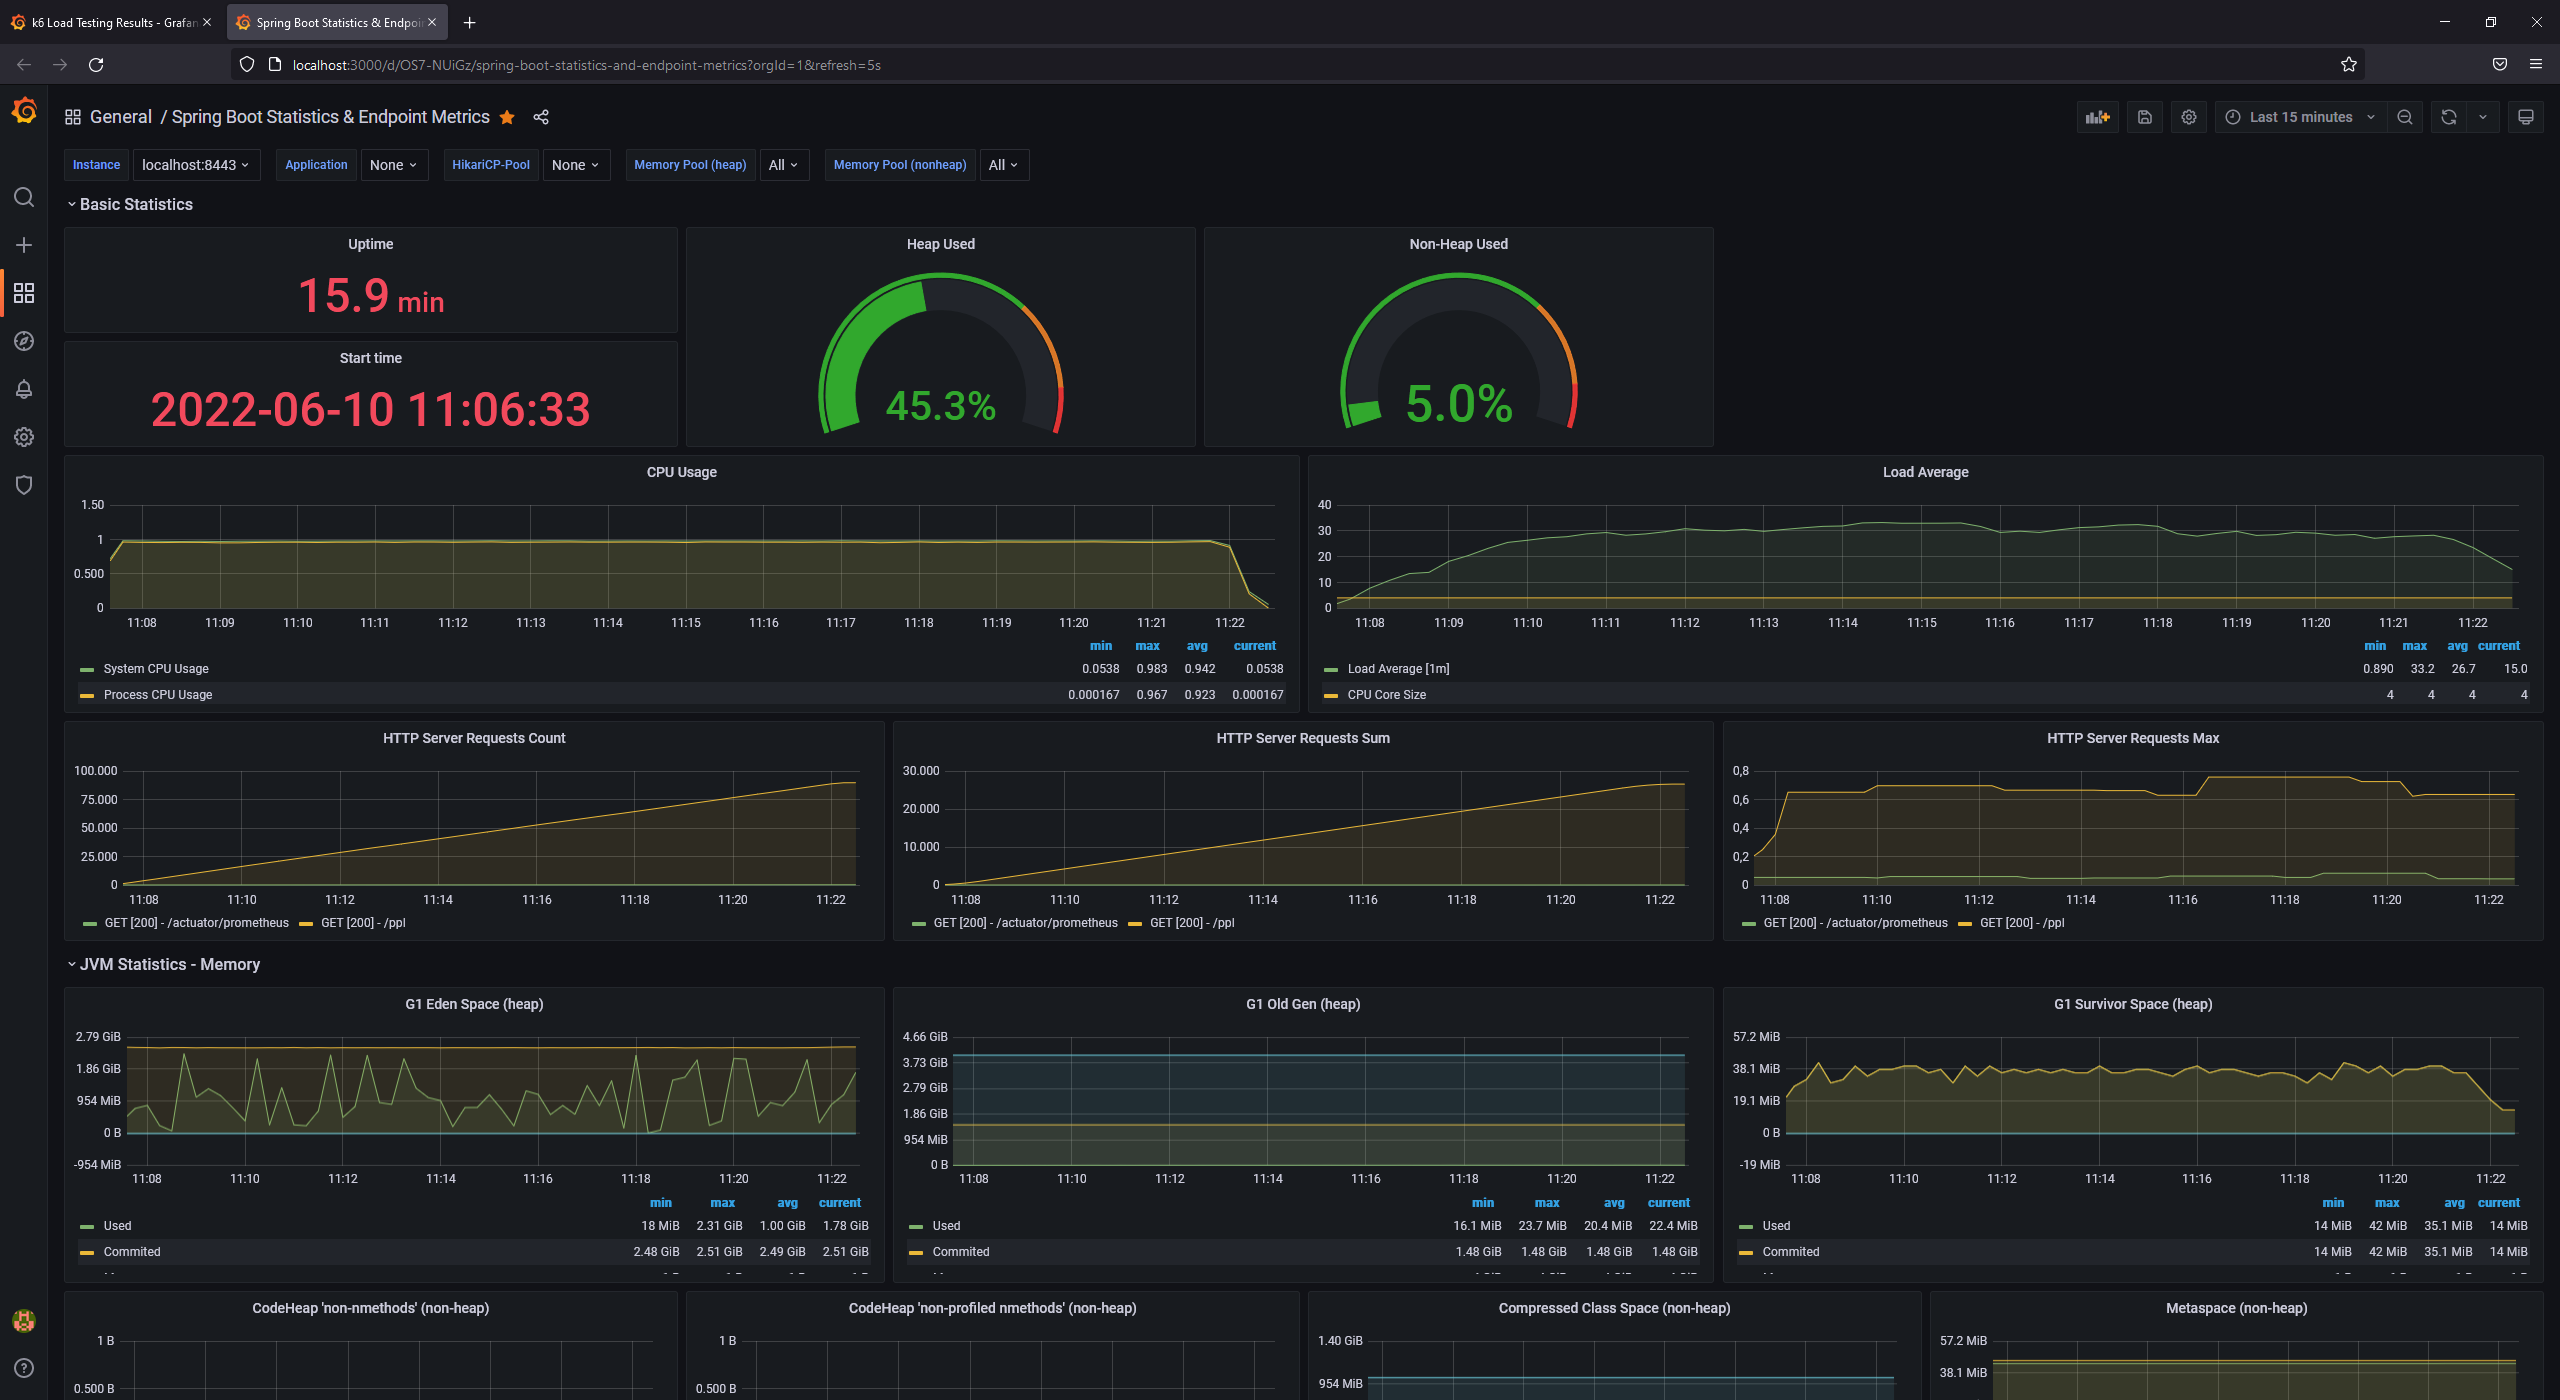 k6 Load Testing Results - Grafan
Spring Boot Statistics & Endpoi
localhost:3000/d/OS7-NUiGz/spring-boot-statistics-and-endpoint-metrics?orgId=1&refresh=5s
General / Spring Boot Statistics & Endpoint Metrics
Last 15 minutes
Instance localhost:8443 Application None HikariCP-Pool None Memory Pool (heap) All Memory Pool (nonheap) All
Basic Statistics
Uptime
15.9 min
Start time
2022-06-10 11:06:33
Heap Used
45.3%
Non-Heap Used
5.0%
CPU Usage
1.50
1
0.500
0
11:08 11:09 11:10 11:11 11:12 11:13 11:14 11:15 11:16 11:17 11:18 11:19 11:20 11:21 11:22
min max avg current
System CPU Usage 0.0538 0.983 0.942 0.0538
Process CPU Usage 0.000167 0.967 0.923 0.000167
Load Average
40
30
20
10
0
11:08 11:09 11:10 11:11 11:12 11:13 11:14 11:15 11:16 11:17 11:18 11:19 11:20 11:21 11:22
min max avg current
Load Average [1m] 0.890 33.2 26.7 15.0
CPU Core Size 4 4 4 4
HTTP Server Requests Count
100.000
75.000
50.000
25.000
0
11:08 11:10 11:12 11:14 11:16 11:18 11:20 11:22
GET [200] - /actuator/prometheus GET [200] - /ppl
HTTP Server Requests Sum
30.000
20.000
10.000
0
11:08 11:10 11:12 11:14 11:16 11:18 11:20 11:22
GET [200] - /actuator/prometheus GET [200] - /ppl
HTTP Server Requests Max
0,8
0,6
0,4
0,2
0
11:08 11:10 11:12 11:14 11:16 11:18 11:20 11:22
GET [200] - /actuator/prometheus GET [200] - /ppl
JVM Statistics - Memory
G1 Eden Space (heap)
2.79 GiB
1.86 GiB
954 MiB
0 B
-954 MiB
11:08 11:10 11:12 11:14 11:16 11:18 11:20 11:22
min max avg current
Used 18 MiB 2.31 GiB 1.00 GiB 1.78 GiB
Commited 2.48 GiB 2.51 GiB 2.49 GiB 2.51 GiB
G1 Old Gen (heap)
4.66 GiB
3.73 GiB
2.79 GiB
1.86 GiB
954 MiB
0 B
11:08 11:10 11:12 11:14 11:16 11:18 11:20 11:22
min max avg current
Used 16.1 MiB 23.7 MiB 20.4 MiB 22.4 MiB
Commited 1.48 GiB 1.48 GiB 1.48 GiB 1.48 GiB
G1 Survivor Space (heap)
57.2 MiB
38.1 MiB
19.1 MiB
0 B
-19 MiB
11:08 11:10 11:12 11:14 11:16 11:18 11:20 11:22
min max avg current
Used 14 MiB 42 MiB 35.1 MiB 14 MiB
Commited 14 MiB 42 MiB 35.1 MiB 14 MiB
CodeHeap 'non-nmethods' (non-heap)
1 B
0.500 B
CodeHeap 'non-profiled nmethods' (non-heap)
1 B
0.500 B
Compressed Class Space (non-heap)
1.40 GiB
954 MiB
Metaspace (non-heap)
57.2 MiB
38.1 MiB